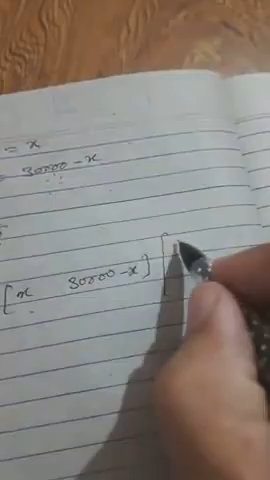 = x
= 30000 - x
[x 30000 - x] [